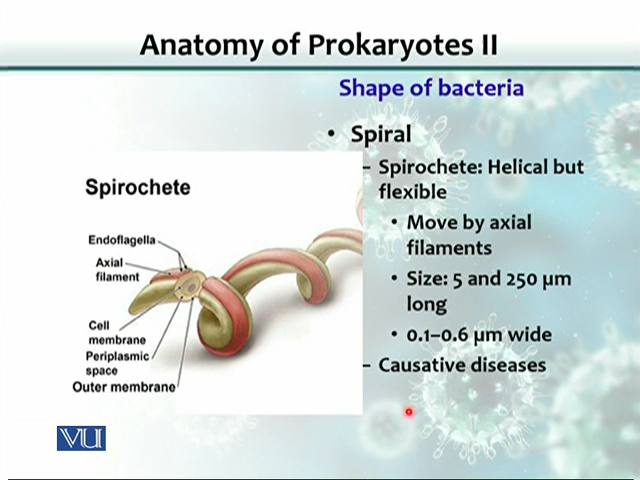 Anatomy of Prokaryotes II
Shape of bacteria
• Spiral
– Spirochete: Helical but
flexible
• Move by axial
filaments
• Size: 5 and 250 µm
long
• 0.1–0.6 µm wide
– Causative diseases
Spirochete
Endoflagella
Axial
filament
Cell
membrane
Periplasmic
space
Outer membrane
VU